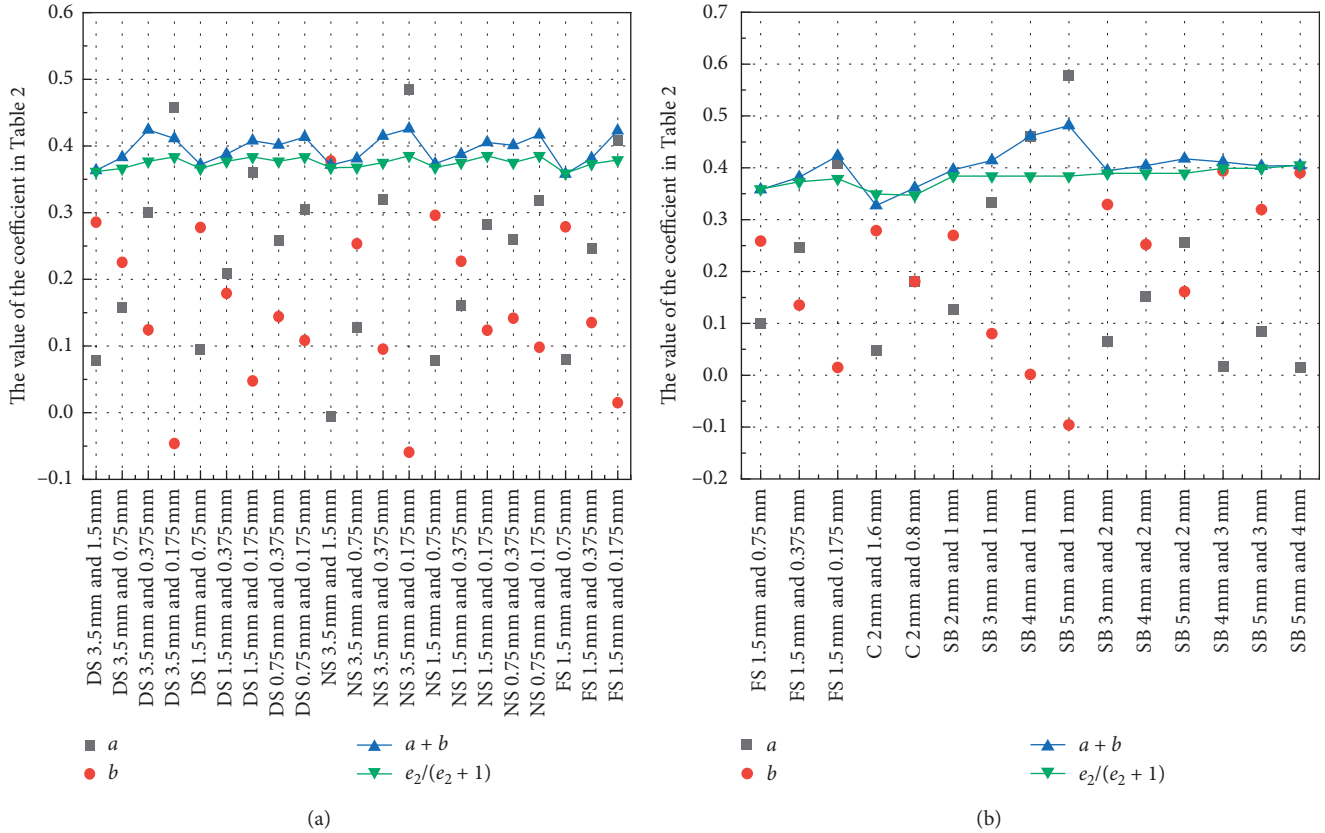 The value of the coefficient in Table 2
0.6
0.5
0.4
0.3
0.2
0.1
0.0
–0.1
DS 3.5 mm and 1.5 mm
DS 3.5 mm and 0.75 mm
DS 3.5 mm and 0.375 mm
DS 3.5 mm and 0.175 mm
DS 1.5 mm and 0.75 mm
DS 1.5 mm and 0.375 mm
DS 1.5 mm and 0.175 mm
DS 0.75 mm and 0.375 mm
DS 0.75 mm and 0.175 mm
NS 3.5 mm and 1.5 mm
NS 3.5 mm and 0.75 mm
NS 3.5 mm and 0.375 mm
NS 3.5 mm and 0.175 mm
NS 1.5 mm and 0.75 mm
NS 1.5 mm and 0.375 mm
NS 1.5 mm and 0.175 mm
NS 0.75 mm and 0.375 mm
NS 0.75 mm and 0.175 mm
FS 1.5 mm and 0.75 mm
FS 1.5 mm and 0.375 mm
FS 1.5 mm and 0.175 mm
a
b
a + b
e₂/(e₂ + 1)
(a)
The value of the coefficient in Table 2
0.7
0.6
0.5
0.4
0.3
0.2
0.1
0.0
–0.1
–0.2
FS 1.5 mm and 0.75 mm
FS 1.5 mm and 0.375 mm
FS 1.5 mm and 0.175 mm
C 2 mm and 1.6 mm
C 2 mm and 0.8 mm
SB 2 mm and 1 mm
SB 3 mm and 1 mm
SB 4 mm and 1 mm
SB 5 mm and 1 mm
SB 3 mm and 2 mm
SB 4 mm and 2 mm
SB 5 mm and 2 mm
SB 4 mm and 3 mm
SB 5 mm and 3 mm
SB 5 mm and 4 mm
a
b
a + b
e₂/(e₂ + 1)
(b)